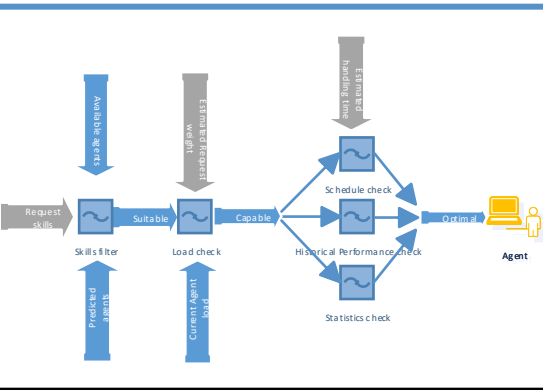 Available agents
Estimated Request
weight
Estimated
handling time
Request
skills
Suitable
Capable
Optimal
Schedule check
Skills filter
Load check
Historical Performance check
Agent
Predicted
agents
Current Agent
load
Statistics check